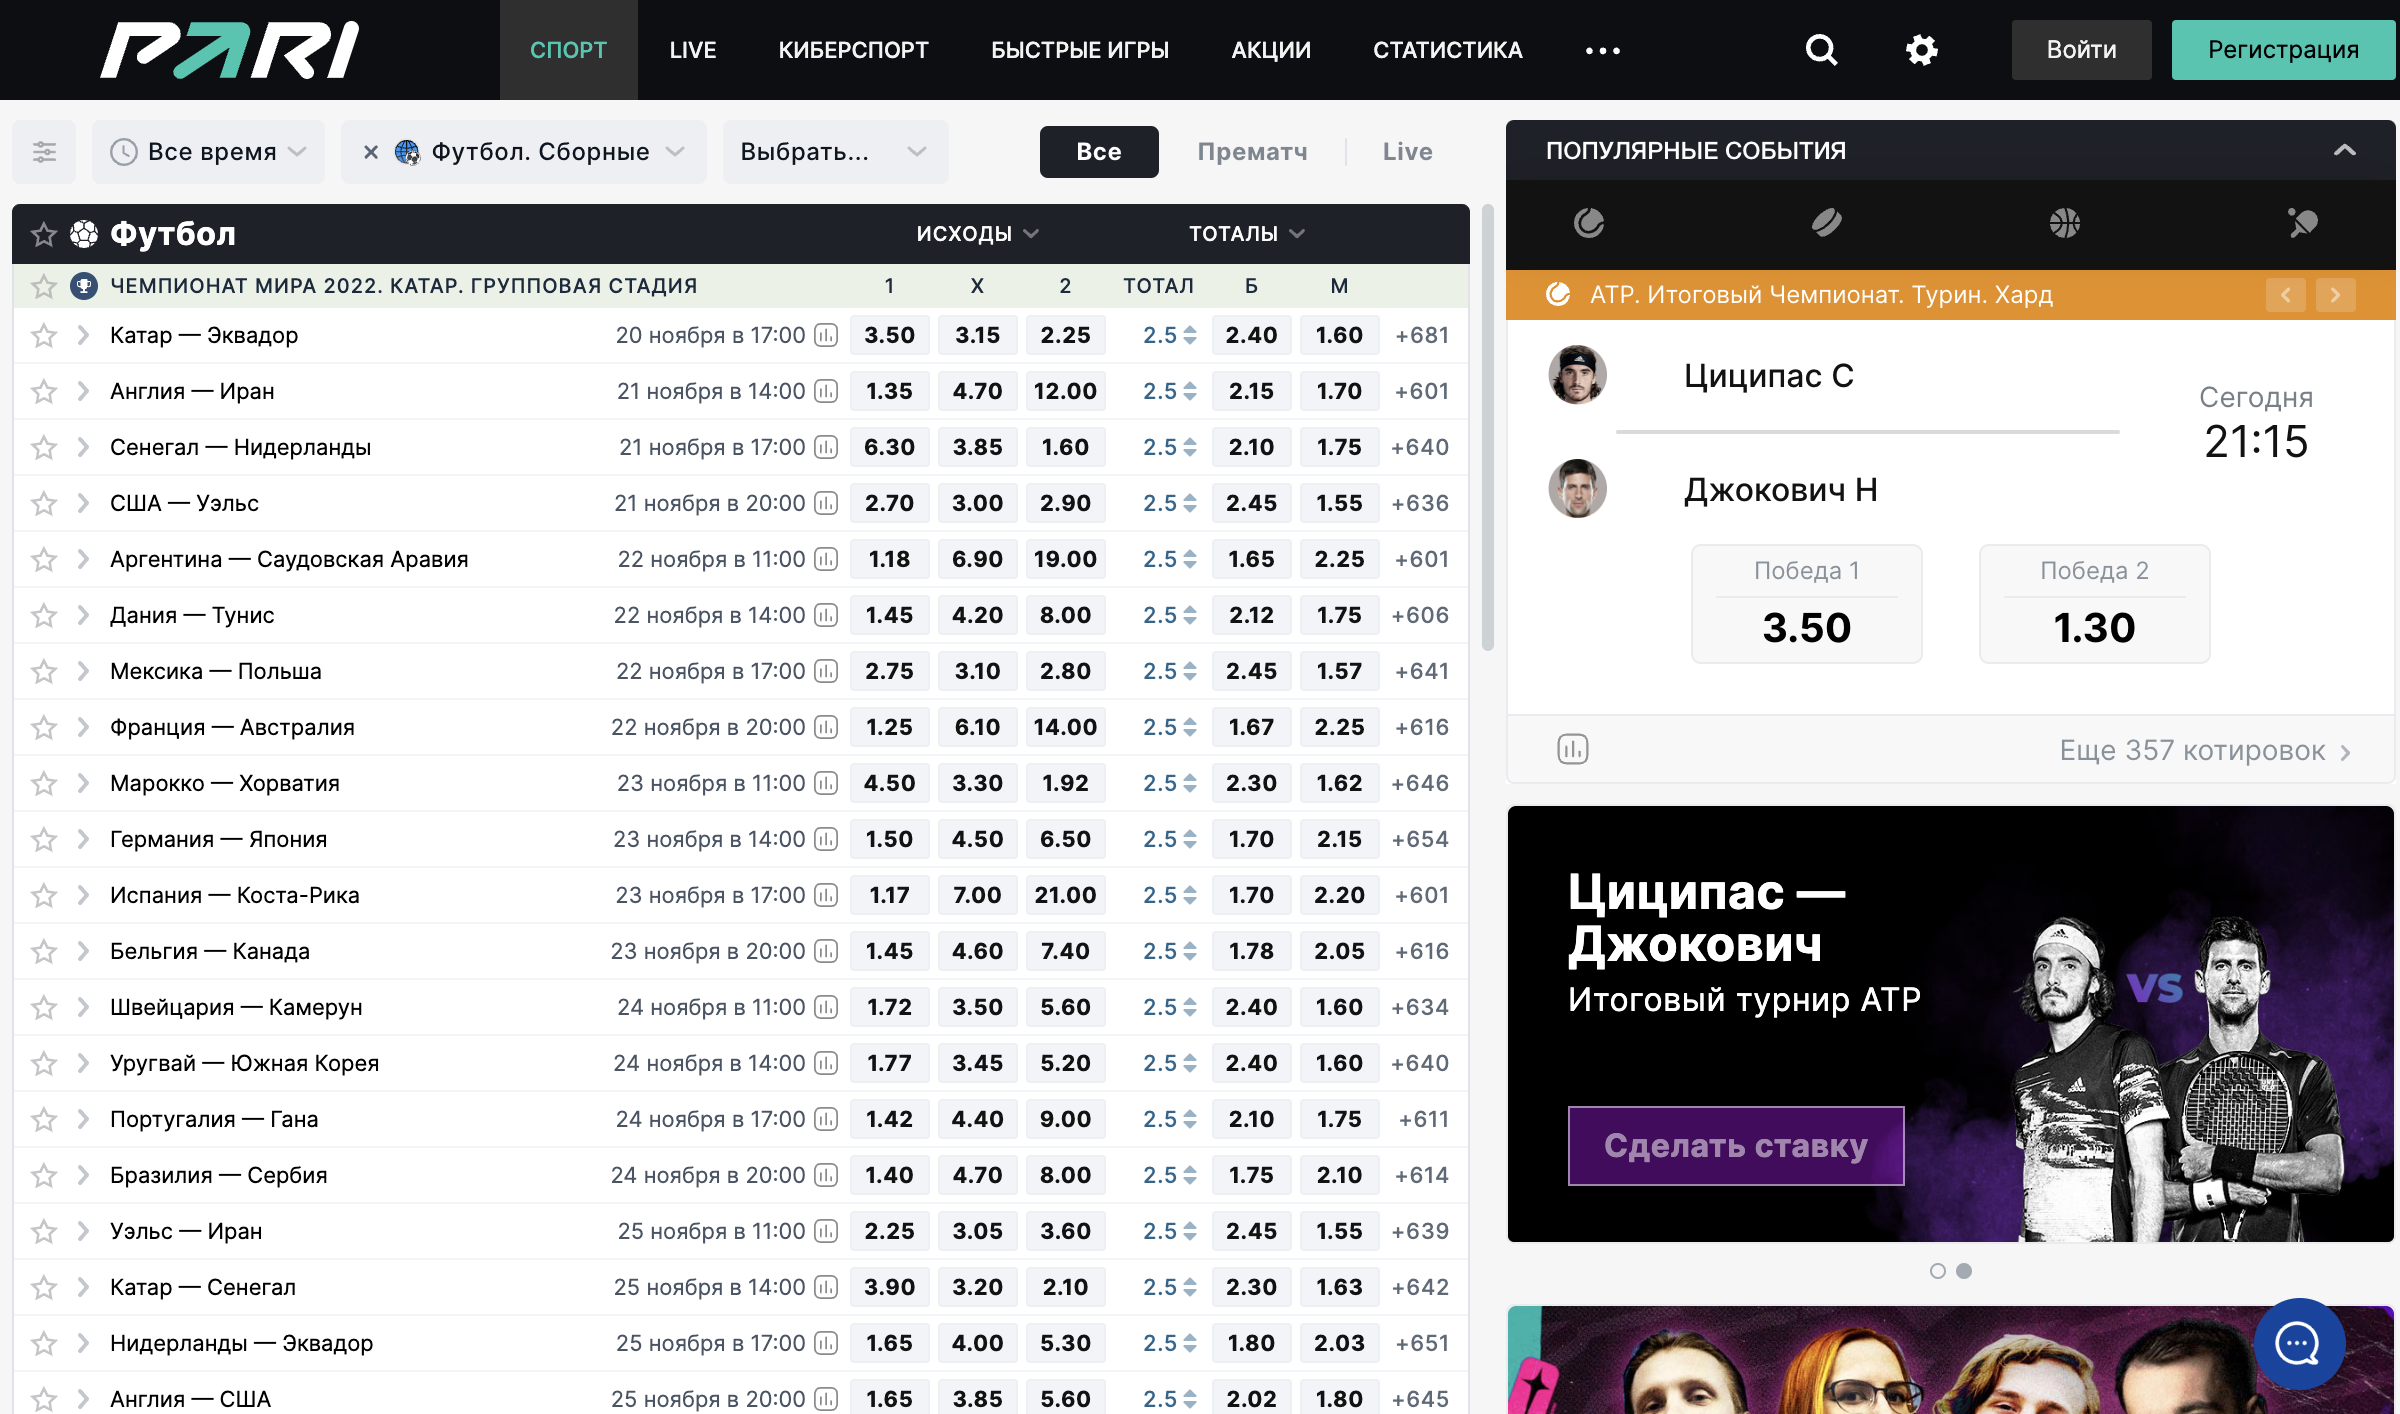 PARI СПОРТ LIVE КИБЕРСПОРТ БЫСТРЫЕ ИГРЫ АКЦИИ СТАТИСТИКА Войти Регистрация
Все время Футбол. Сборные Выбрать... Все Прематч Live
Футбол ИСХОДЫ ТОТАЛЫ
ЧЕМПИОНАТ МИРА 2022. КАТАР. ГРУППОВАЯ СТАДИЯ 1 X 2 ТОТАЛ Б М
Катар — Эквадор 20 ноября в 17:00 3.50 3.15 2.25 2.5 2.40 1.60 +681
Англия — Иран 21 ноября в 14:00 1.35 4.70 12.00 2.5 2.15 1.70 +601
Сенегал — Нидерланды 21 ноября в 17:00 6.30 3.85 1.60 2.5 2.10 1.75 +640
США — Уэльс 21 ноября в 20:00 2.70 3.00 2.90 2.5 2.45 1.55 +636
Аргентина — Саудовская Аравия 22 ноября в 11:00 1.18 6.90 19.00 2.5 1.65 2.25 +601
Дания — Тунис 22 ноября в 14:00 1.45 4.20 8.00 2.5 2.12 1.75 +606
Мексика — Польша 22 ноября в 17:00 2.75 3.10 2.80 2.5 2.45 1.57 +641
Франция — Австралия 22 ноября в 20:00 1.25 6.10 14.00 2.5 1.67 2.25 +616
Марокко — Хорватия 23 ноября в 11:00 4.50 3.30 1.92 2.5 2.30 1.62 +646
Германия — Япония 23 ноября в 14:00 1.50 4.50 6.50 2.5 1.70 2.15 +654
Испания — Коста-Рика 23 ноября в 17:00 1.17 7.00 21.00 2.5 1.70 2.20 +601
Бельгия — Канада 23 ноября в 20:00 1.45 4.60 7.40 2.5 1.78 2.05 +616
Швейцария — Камерун 24 ноября в 11:00 1.72 3.50 5.60 2.5 2.40 1.60 +634
Уругвай — Южная Корея 24 ноября в 14:00 1.77 3.45 5.20 2.5 2.40 1.60 +640
Португалия — Гана 24 ноября в 17:00 1.42 4.40 9.00 2.5 2.10 1.75 +611
Бразилия — Сербия 24 ноября в 20:00 1.40 4.70 8.00 2.5 1.75 2.10 +614
Уэльс — Иран 25 ноября в 11:00 2.25 3.05 3.60 2.5 2.45 1.55 +639
Катар — Сенегал 25 ноября в 14:00 3.90 3.20 2.10 2.5 2.30 1.63 +642
Нидерланды — Эквадор 25 ноября в 17:00 1.65 4.00 5.30 2.5 1.80 2.03 +651
Англия — США 25 ноября в 20:00 1.65 3.85 5.60 2.5 2.02 1.80 +645
ПОПУЛЯРНЫЕ СОБЫТИЯ
ATP. Итоговый Чемпионат. Турин. Хард
Циципас С
Сегодня
21:15
Джокович Н
Победа 1 Победа 2
3.50 1.30
Еще 357 котировок
Циципас —
Джокович
Итоговый турнир ATP
VS
Сделать ставку